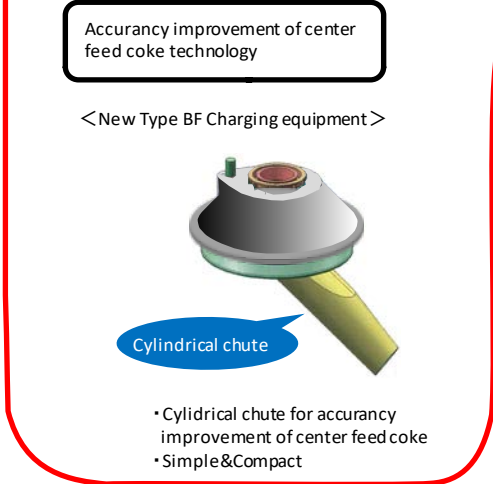 Accurancy improvement of center
feed coke technology
＜New Type BF Charging equipment＞
Cylindrical chute
・Cylidrical chute for accurancy
improvement of center feed coke
・Simple&Compact